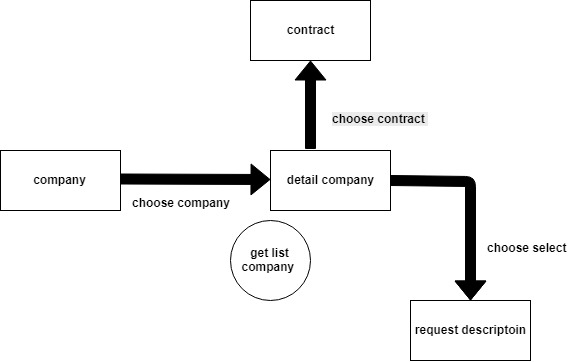 contract
choose contract
company
detail company
choose company
get list
company
choose select
request descriptoin